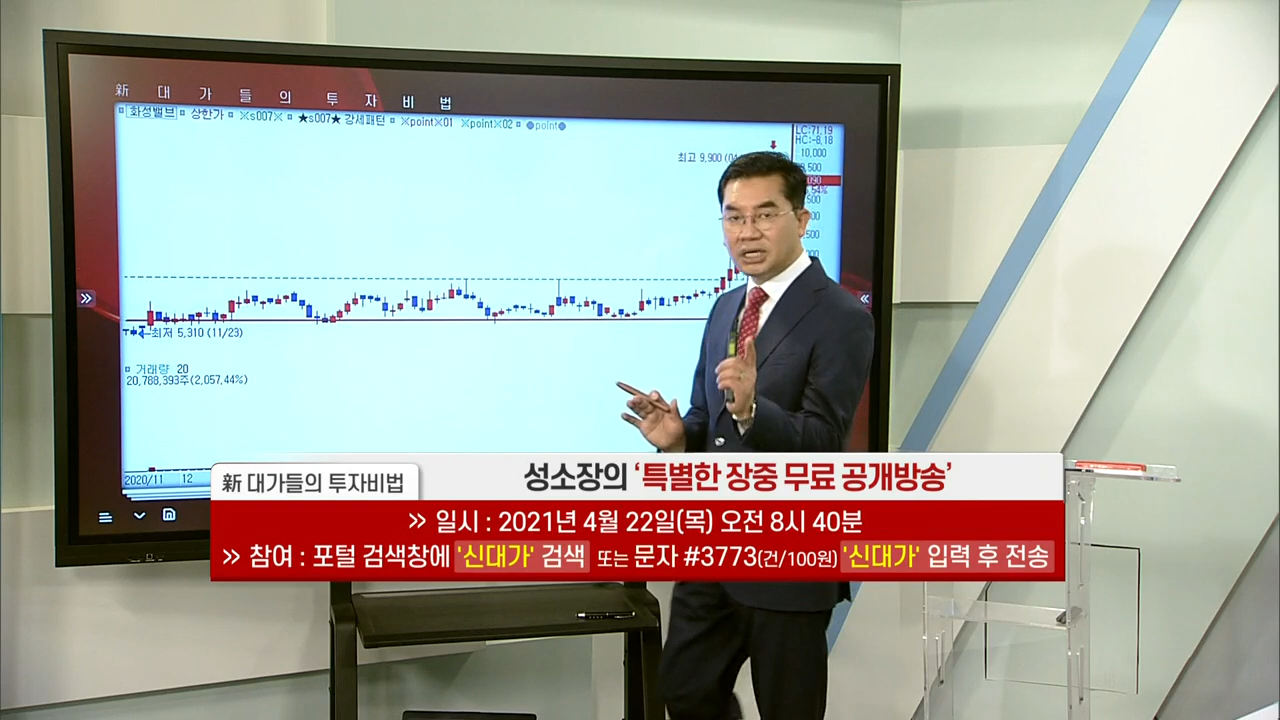 新 대 가 들 의 투 자 비 법
화성밸브 상한가 ※s007※ ★s007★ 강세패턴 ※point※01 ※point※02 ●point●
LC:71.19
HC:-8.18
최고 9,900
10,000
최저 5,310 (11/23)
거래량 20
20,788,393주(2,057.44%)
2020/11 12
新 대가들의 투자비법
성소장의 ‘특별한 장중 무료 공개방송’
» 일시 : 2021년 4월 22일(목) 오전 8시 40분
» 참여 : 포털 검색창에 '신대가' 검색 또는 문자 #3773(건/100원) '신대가' 입력 후 전송